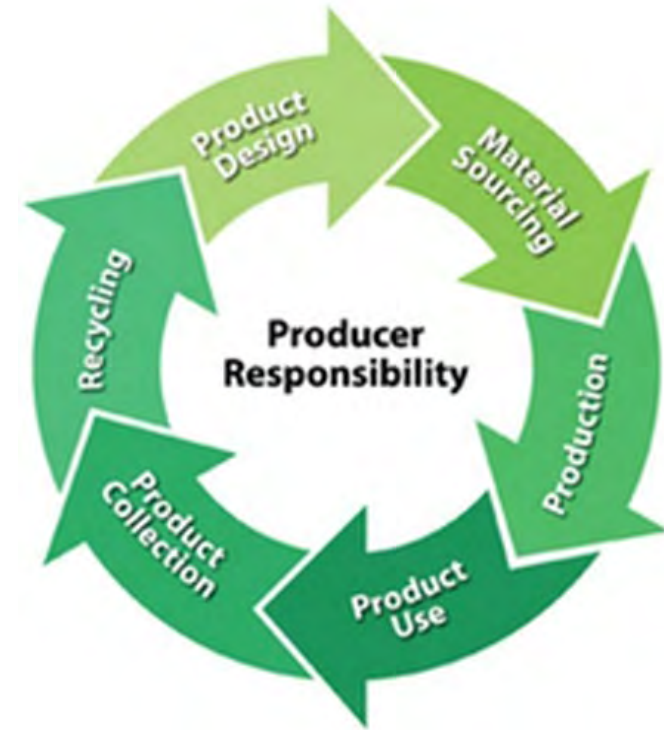 Product
Design
Material
Sourcing
Production
Product
Use
Product
Collection
Recycling
Producer
Responsibility